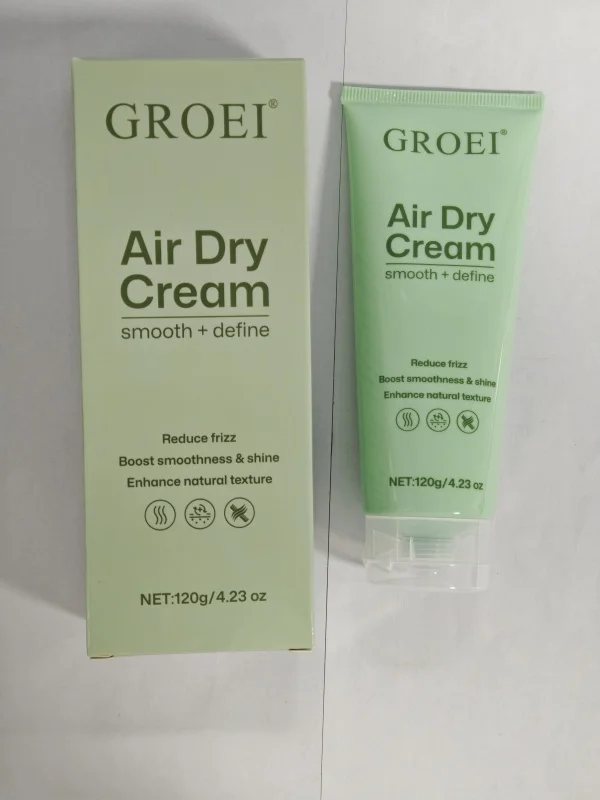 GROEI®
Air Dry
Cream
smooth + define
Reduce frizz
Boost smoothness & shine
Enhance natural texture
NET:120g/4.23 oz
GROEI®
Air Dry
Cream
smooth + define
Reduce frizz
Boost smoothness & shine
Enhance natural texture
NET:120g/4.23 oz